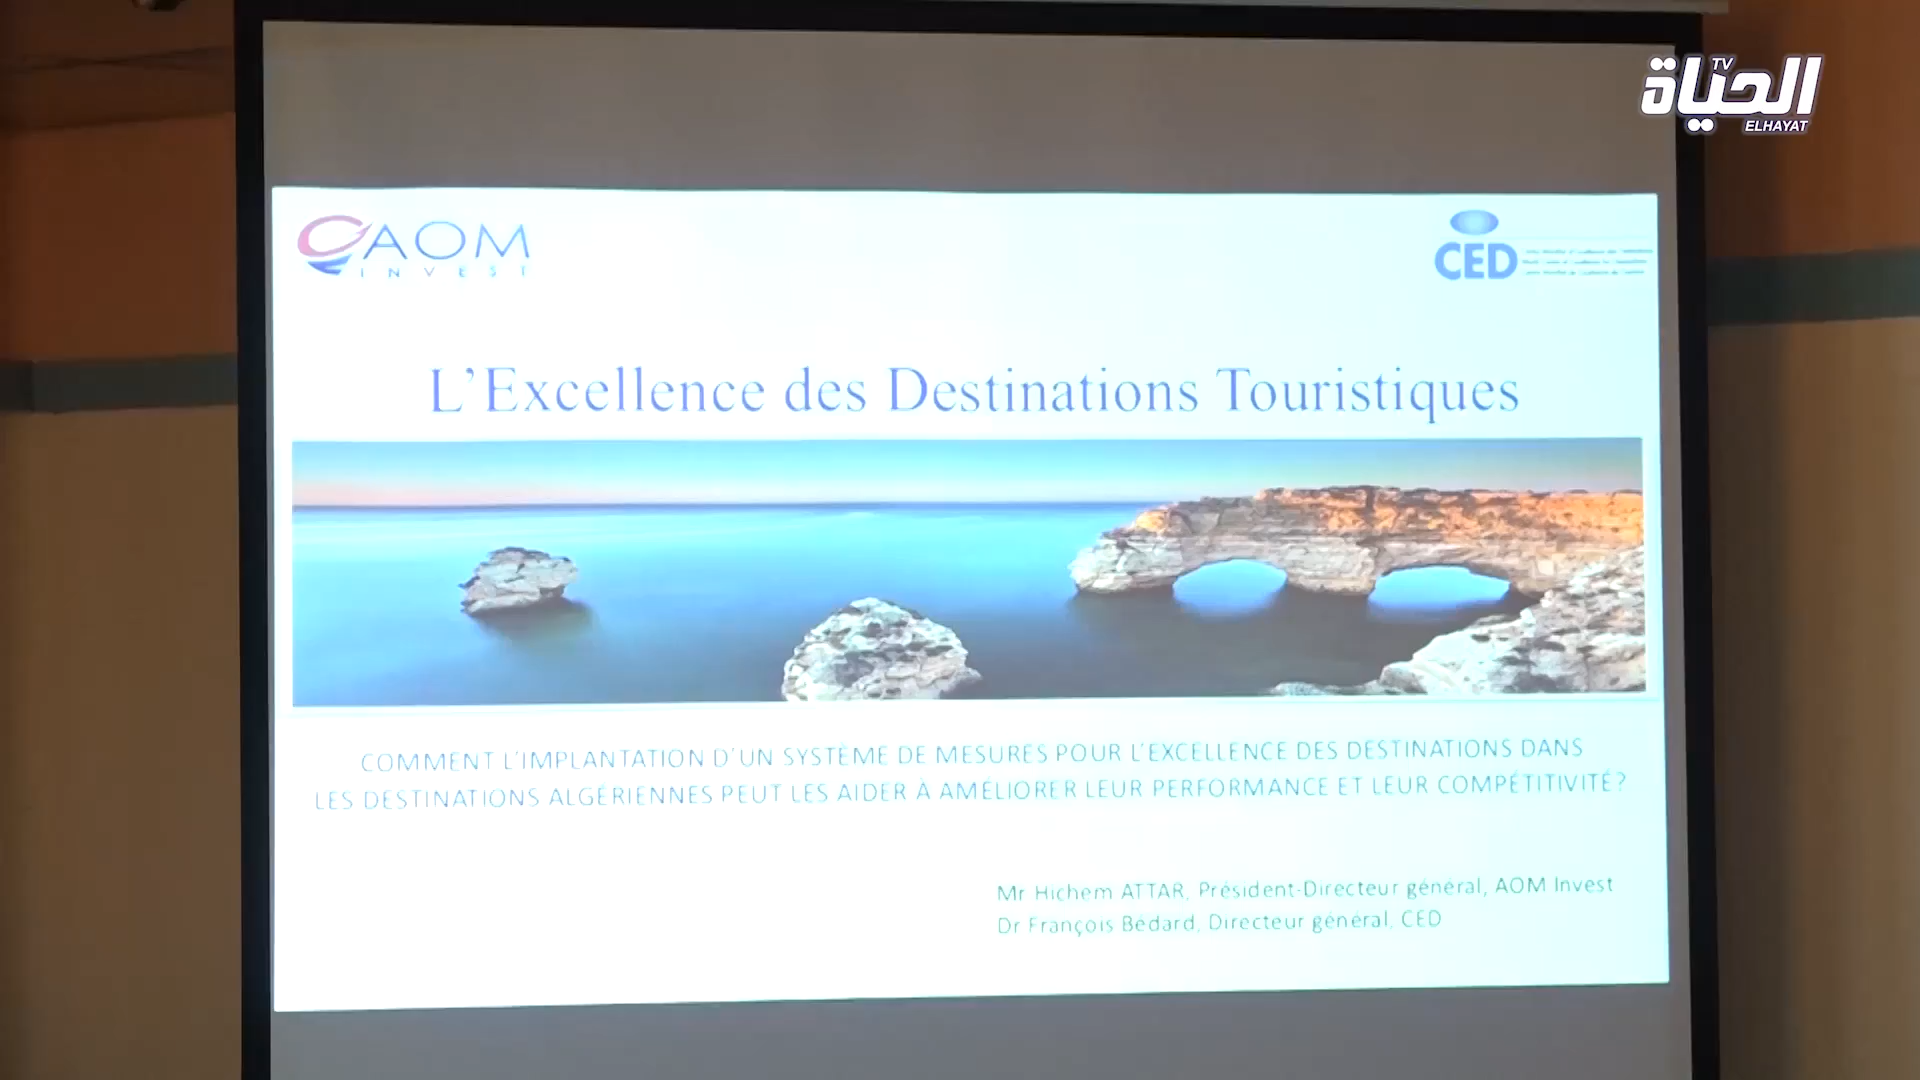 الحياة
TV
ELHAYAT
AOM
INVEST
CED
L'Excellence des Destinations Touristiques
COMMENT L'IMPLANTATION D'UN SYSTÈME DE MESURES POUR L'EXCELLENCE DES DESTINATIONS DANS
LES DESTINATIONS ALGÉRIENNES PEUT LES AIDER À AMÉLIORER LEUR PERFORMANCE ET LEUR COMPÉTITIVITÉ?
Mr Hichem ATTAR, Président-Directeur général, AOM Invest
Dr François Bédard, Directeur général, CED